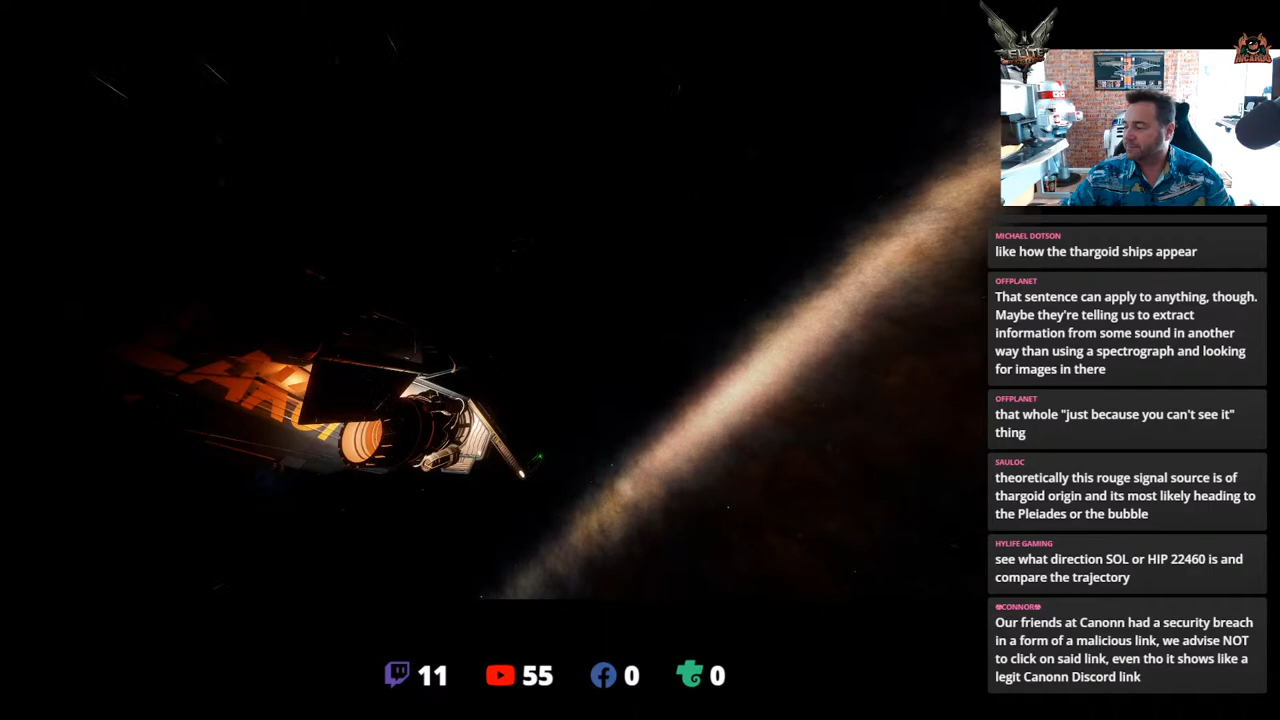 ELITE
RICARDO
MICHAEL DOTSON
like how the thargoid ships appear
OFFPLANET
That sentence can apply to anything, though.
Maybe they're telling us to extract
information from some sound in another
way than using a spectrograph and looking
for images in there
OFFPLANET
that whole "just because you can't see it"
thing
SAULOC
theoretically this rouge signal source is of
thargoid origin and its most likely heading to
the Pleiades or the bubble
HYLIFE GAMING
see what direction SOL or HIP 22460 is and
compare the trajectory
CONNOR
Our friends at Canonn had a security breach
in a form of a malicious link, we advise NOT
to click on said link, even tho it shows like a
legit Canonn Discord link
11 55 0 0